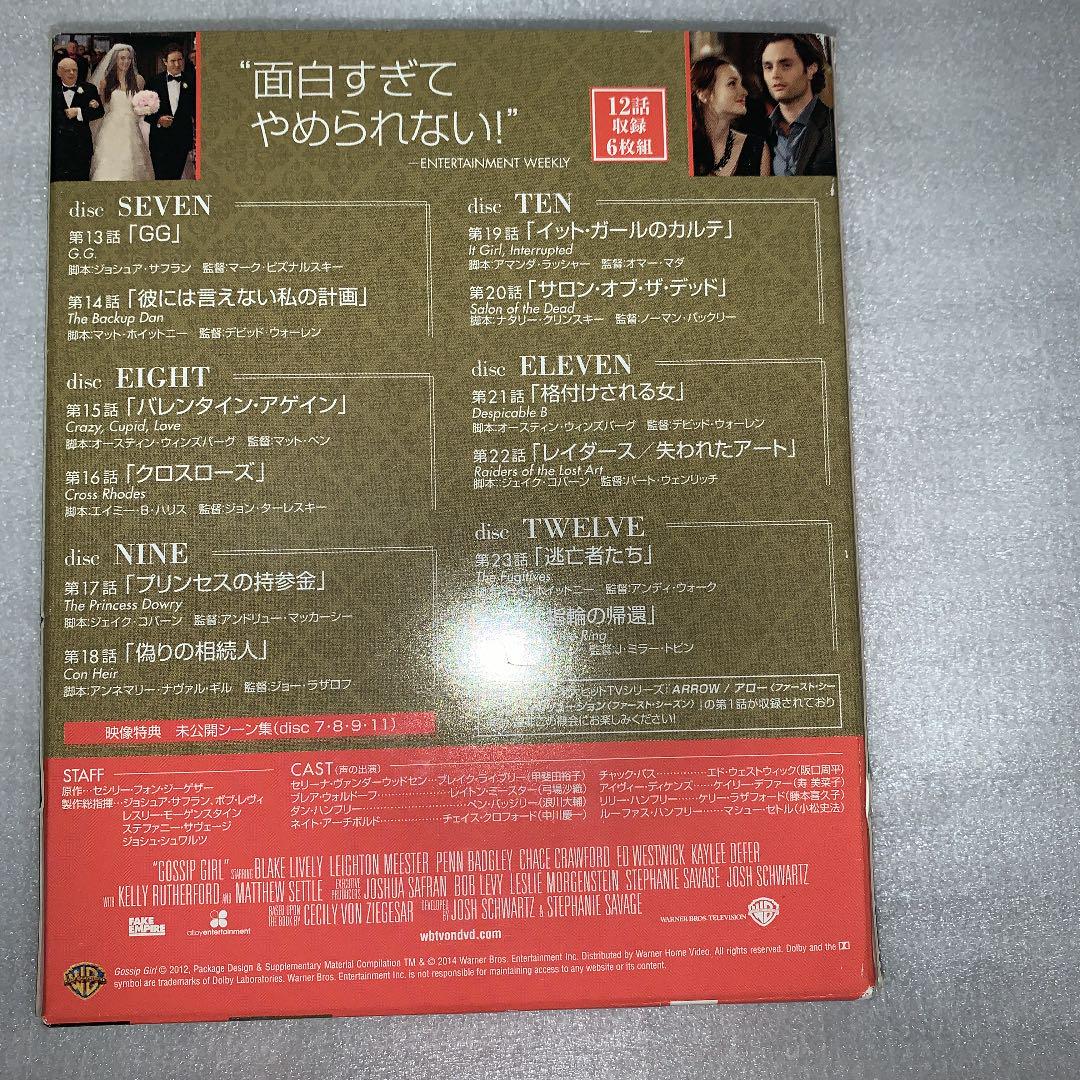 “面白すぎて
やめられない!”
—ENTERTAINMENT WEEKLY
12話
収録
6枚組
disc SEVEN
第13話「GG」
G.G.
脚本:ジョシュア・サフラン 監督:マーク・ピズナルスキー
第14話「彼には言えない私の計画」
The Backup Dan
脚本:マット・ホイットニー 監督:デビッド・ウォーレン
disc EIGHT
第15話「バレンタイン・アゲイン」
Crazy, Cupid, Love
脚本:オースティン・ウィンズバーグ 監督:マット・ペン
第16話「クロスローズ」
Cross Rhodes
脚本:エイミー・B・ハリス 監督:ジョン・ターレスキー
disc NINE
第17話「プリンセスの持参金」
The Princess Dowry
脚本:ジェイク・コバーン 監督:アンドリュー・マッカーシー
第18話「偽りの相続人」
Con Heir
脚本:アンネマリー・ナヴァル・ギル 監督:ジョー・ラザロフ
映像特典 未公開シーン集(disc 7・8・9・11)
disc TEN
第19話「イット・ガールのカルテ」
It Girl, Interrupted
脚本:アマンダ・ラッシャー 監督:オマー・マダ
第20話「サロン・オブ・ザ・デッド」
Salon of the Dead
脚本:ナタリー・クリンスキー 監督:ノーマン・バックリー
disc ELEVEN
第21話「格付けされる女」
Despicable B
脚本:オースティン・ウィンズバーグ 監督:デビッド・ウォーレン
第22話「レイダース/失われたアート」
Raiders of the Lost Art
脚本:ジェイク・コバーン 監督:バート・ウェンリッチ
disc TWELVE
第23話「逃亡者たち」
The Fugitives
ホイットニー 監督:アンディ・ウォーク
指輪の帰還」
Ring
監督:J・ミラー・トビン
ヒットTVシリーズ『ARROW / アロー〈ファースト・シー
ーション〈ファースト・シーズン〉』の第1話が収録されており
この機会にお楽しみください!
STAFF
原作:セシリー・フォン・ジーゲザー
製作総指揮:ジョシュア・サフラン、ボブ・レヴィ
レスリー・モーゲンスタイン
ステファニー・サヴェージ
ジョシュ・シュワルツ
CAST(声の出演)
セリーナ・ヴァンダーウッドセン…ブレイク・ライブリー(甲斐田裕子)
ブレア・ウォルドーフ…レイトン・ミースター(弓場沙織)
ダン・ハンフリー…ペン・バッジリー(浪川大輔)
ネイト・アーチボルド…チェイス・クロフォード(中川慶一)
チャック・バス…エド・ウェストウィック(阪口周平)
アイヴィー・ディケンズ…ケイリー・デファー(寿 美菜子)
リリー・ハンフリー…ケリー・ラザフォード(藤本喜久子)
ルーファス・ハンフリー…マシュー・セトル(小松史法)
"GOSSIP GIRL" STARRING BLAKE LIVELY LEIGHTON MEESTER PENN BADGLEY CHACE CRAWFORD ED WESTWICK KAYLEE DEFER
WITH KELLY RUTHERFORD AND MATTHEW SETTLE EXECUTIVE PRODUCERS JOSHUA SAFRAN BOB LEVY LESLIE MORGENSTEIN STEPHANIE SAVAGE JOSH SCHWARTZ
BASED UPON THE BOOK BY CECILY VON ZIEGESAR DEVELOPED BY JOSH SCHWARTZ & STEPHANIE SAVAGE
FAKE EMPIRE
alloyentertainment
WARNER BROS. TELEVISION
wbtvondvd.com
Gossip Girl © 2012, Package Design & Supplementary Material Compilation TM & © 2014 Warner Bros. Entertainment Inc. Distributed by Warner Home Video. All rights reserved. Dolby and the
symbol are trademarks of Dolby Laboratories. Warner Bros. Entertainment Inc. is not responsible for maintaining access to any website or its content.